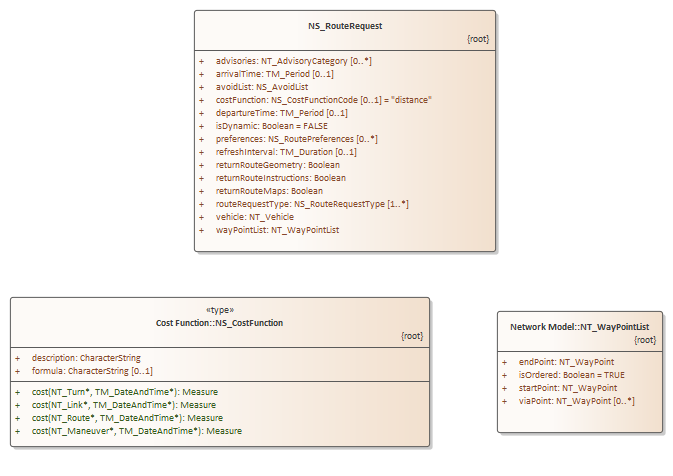 NS_RouteRequest
{root}
+ advisories: NT_AdvisoryCategory [0..*]
+ arrivalTime: TM_Period [0..1]
+ avoidList: NS_AvoidList
+ costFunction: NS_CostFunctionCode [0..1] = "distance"
+ departureTime: TM_Period [0..1]
+ isDynamic: Boolean = FALSE
+ preferences: NS_RoutePreferences [0..*]
+ refreshInterval: TM_Duration [0..1]
+ returnRouteGeometry: Boolean
+ returnRouteInstructions: Boolean
+ returnRouteMaps: Boolean
+ routeRequestType: NS_RouteRequestType [1..*]
+ vehicle: NT_Vehicle
+ wayPointList: NT_WayPointList
«type»
Cost Function::NS_CostFunction
{root}
+ description: CharacterString
+ formula: CharacterString [0..1]
+ cost(NT_Turn*, TM_DateAndTime*): Measure
+ cost(NT_Link*, TM_DateAndTime*): Measure
+ cost(NT_Route*, TM_DateAndTime*): Measure
+ cost(NT_Maneuver*, TM_DateAndTime*): Measure
Network Model::NT_WayPointList
{root}
+ endPoint: NT_WayPoint
+ isOrdered: Boolean = TRUE
+ startPoint: NT_WayPoint
+ viaPoint: NT_WayPoint [0..*]